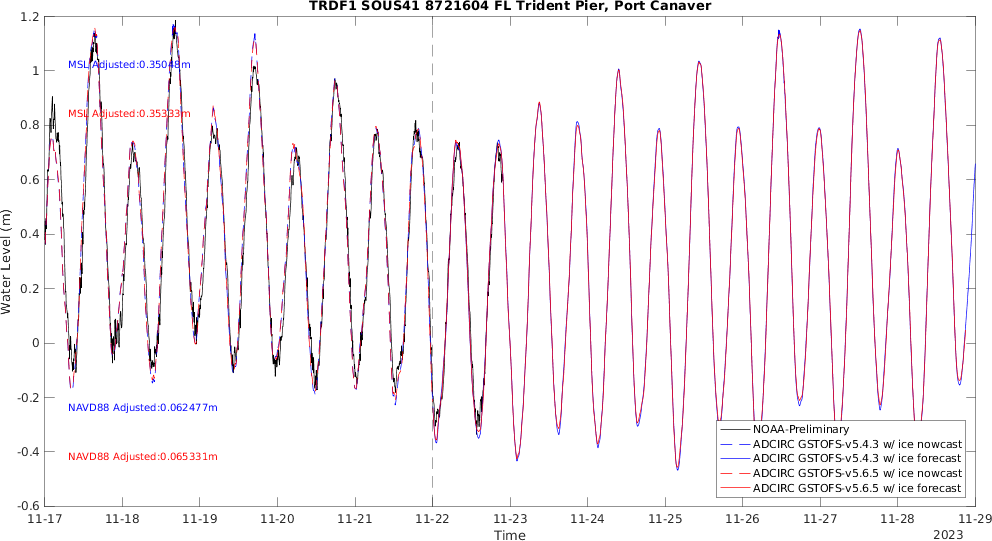 TRDF1 SOUS41 8721604 FL Trident Pier, Port Canaver
1.2
1
0.8
0.6
0.4
0.2
0
-0.2
-0.4
-0.6
Water Level (m)
MSL Adjusted:0.35048m
MSL Adjusted:0.35333m
NAVD88 Adjusted:0.062477m
NAVD88 Adjusted:0.065331m
NOAA-Preliminary
ADCIRC GSTOFS-v5.4.3 w/ ice nowcast
ADCIRC GSTOFS-v5.4.3 w/ ice forecast
ADCIRC GSTOFS-v5.6.5 w/ ice nowcast
ADCIRC GSTOFS-v5.6.5 w/ ice forecast
11-17 11-18 11-19 11-20 11-21 11-22 11-23 11-24 11-25 11-26 11-27 11-28 11-29
Time
2023